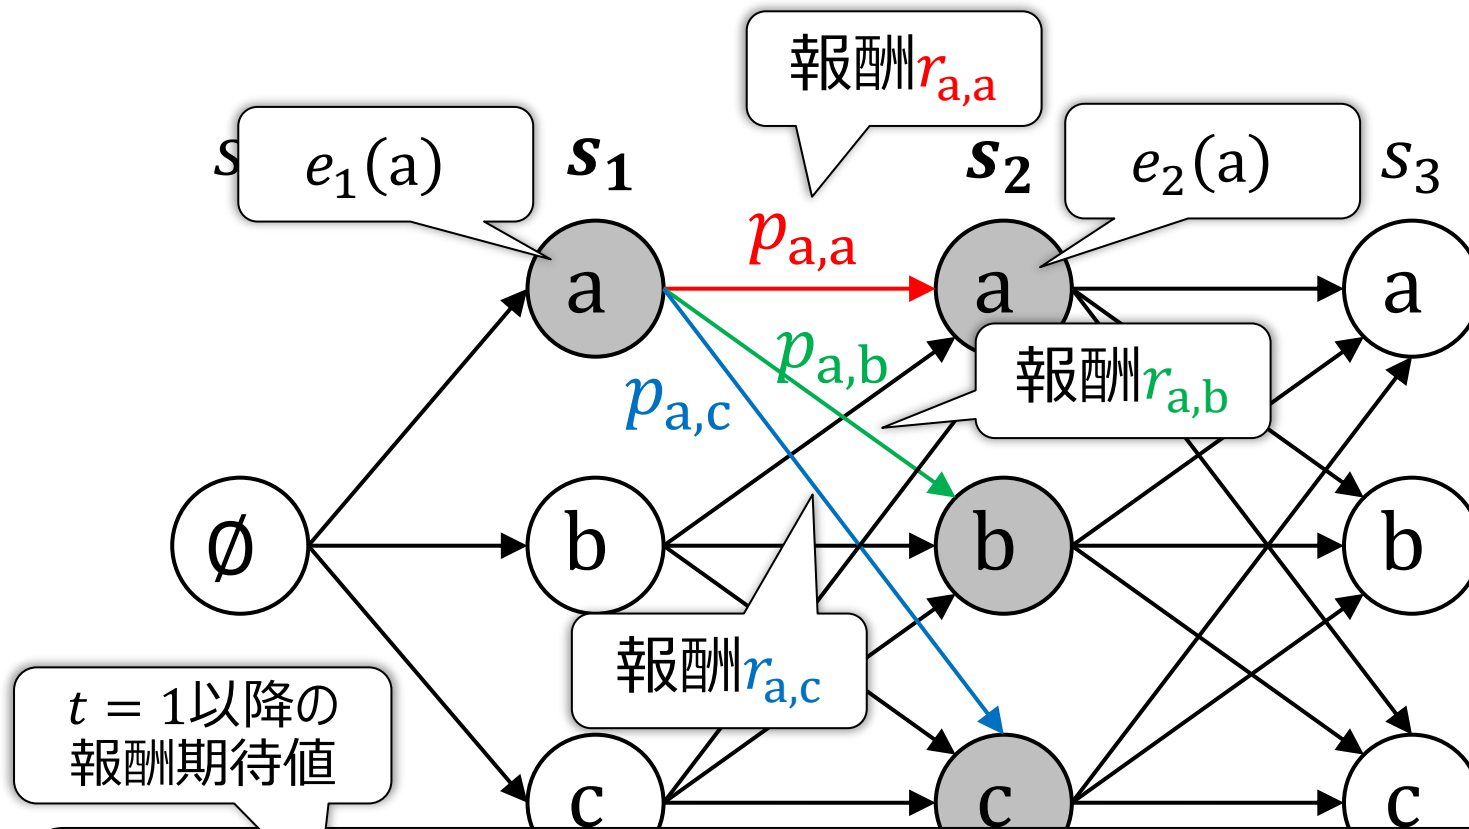 報酬r_{a,a}
s
e_1(a)
s_1
s_2
e_2(a)
s_3
p_{a,a}
a
a
a
p_{a,b}
報酬r_{a,b}
p_{a,c}
∅
b
b
b
報酬r_{a,c}
t = 1以降の
報酬期待値
c
c
c